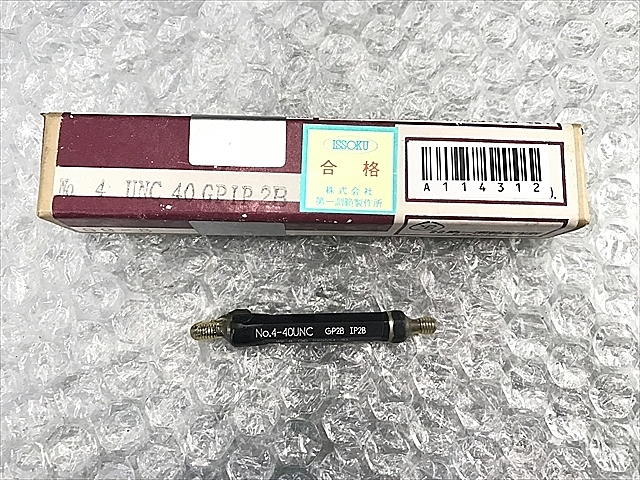 ISSOKU
合格
株式会社
第一測範製作所
A114312
No. 4 UNC 40 GPIP 2B
No.4-40UNC GP2B IP2B